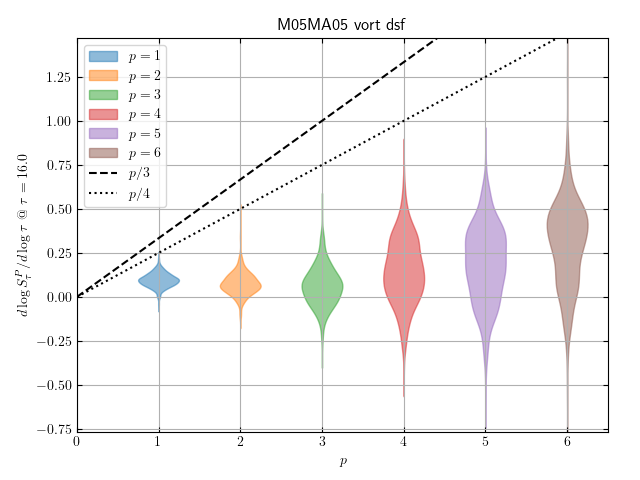 M05MA05 vort dsf
d log S_τ^P / d log τ @ τ = 16.0
1.25
1.00
0.75
0.50
0.25
0.00
−0.25
−0.50
−0.75
p = 1
p = 2
p = 3
p = 4
p = 5
p = 6
p/3
p/4
0 1 2 3 4 5 6
p